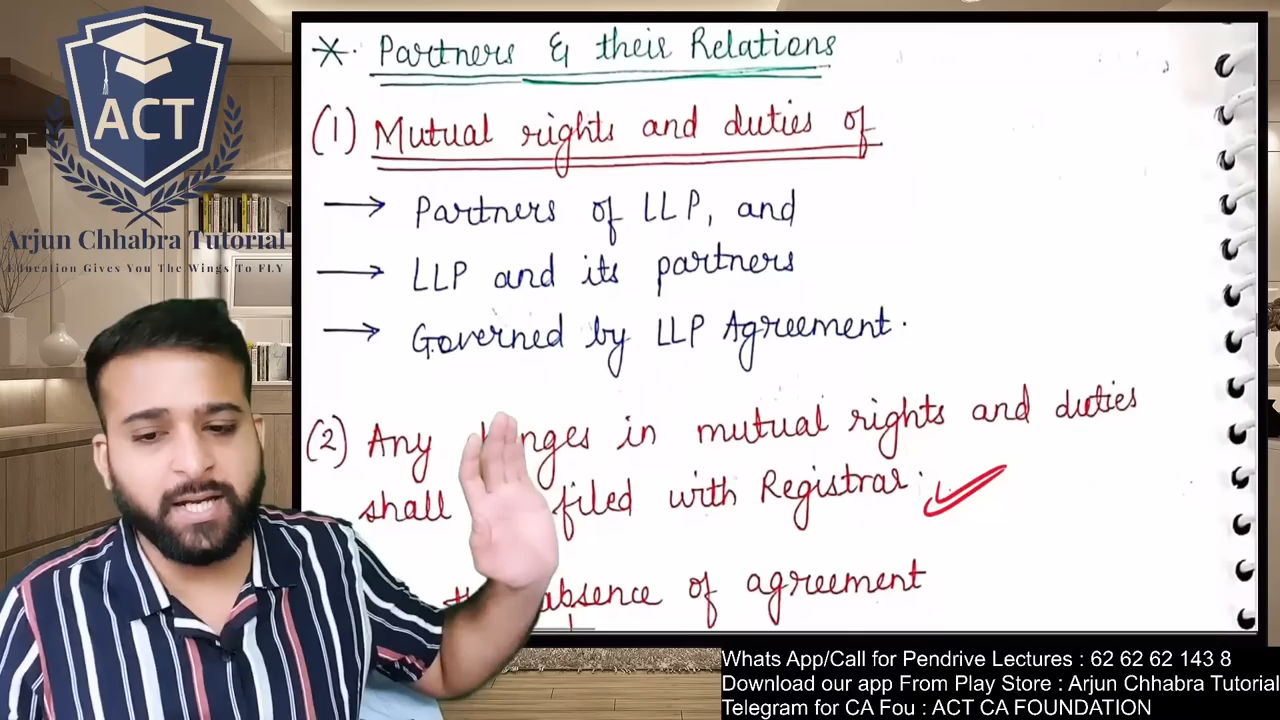 ACT
Arjun Chhabra Tutorial
Education Gives You The Wings To FLY
* Partners & their Relations
(1) Mutual rights and duties of
→ Partners of LLP, and
→ LLP and its partners
→ Governed by LLP Agreement.
(2) Any in mutual rights and duties
shall filed with Registrar.
absence of agreement
Whats App/Call for Pendrive Lectures : 62 62 62 143 8
Download our app From Play Store : Arjun Chhabra Tutorial
Telegram for CA Fou : ACT CA FOUNDATION